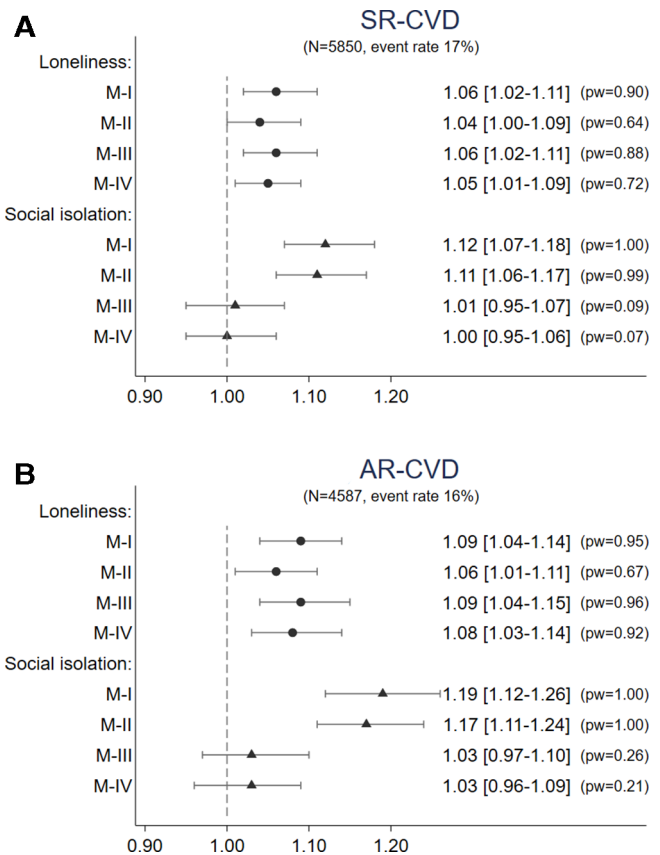 A
SR-CVD
(N=5850, event rate 17%)
Loneliness:
M-I 1.06 [1.02-1.11] (pw=0.90)
M-II 1.04 [1.00-1.09] (pw=0.64)
M-III 1.06 [1.02-1.11] (pw=0.88)
M-IV 1.05 [1.01-1.09] (pw=0.72)
Social isolation:
M-I 1.12 [1.07-1.18] (pw=1.00)
M-II 1.11 [1.06-1.17] (pw=0.99)
M-III 1.01 [0.95-1.07] (pw=0.09)
M-IV 1.00 [0.95-1.06] (pw=0.07)
0.90 1.00 1.10 1.20
B
AR-CVD
(N=4587, event rate 16%)
Loneliness:
M-I 1.09 [1.04-1.14] (pw=0.95)
M-II 1.06 [1.01-1.11] (pw=0.67)
M-III 1.09 [1.04-1.15] (pw=0.96)
M-IV 1.08 [1.03-1.14] (pw=0.92)
Social isolation:
M-I 1.19 [1.12-1.26] (pw=1.00)
M-II 1.17 [1.11-1.24] (pw=1.00)
M-III 1.03 [0.97-1.10] (pw=0.26)
M-IV 1.03 [0.96-1.09] (pw=0.21)
0.90 1.00 1.10 1.20